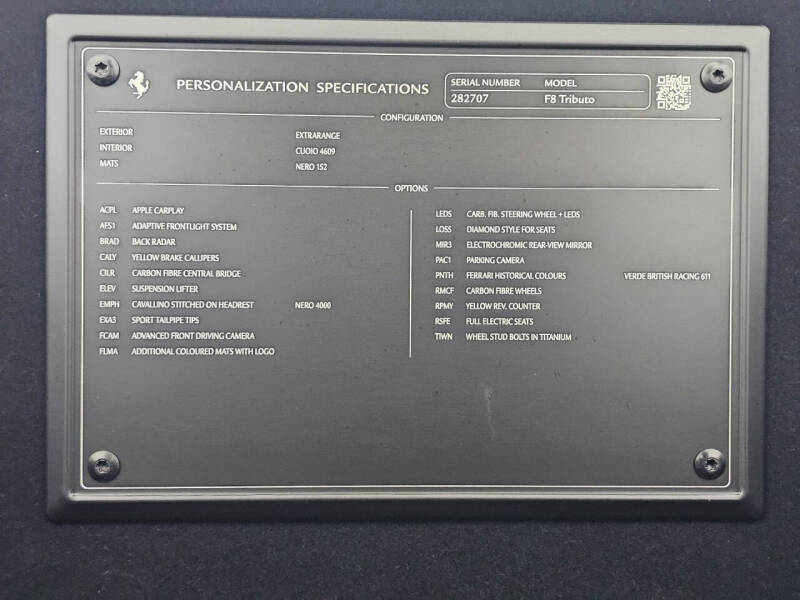 PERSONALIZATION SPECIFICATIONS
SERIAL NUMBER MODEL
282707 F8 Tributo
CONFIGURATION
EXTERIOR EXTRARANGE
INTERIOR CUOIO 4609
MATS NERO 152
OPTIONS
ACPL APPLE CARPLAY
AFS1 ADAPTIVE FRONTLIGHT SYSTEM
BRAD BACK RADAR
CALY YELLOW BRAKE CALLIPERS
CILR CARBON FIBRE CENTRAL BRIDGE
ELEV SUSPENSION LIFTER
EMPH CAVALLINO STITCHED ON HEADREST NERO 4000
EXA3 SPORT TAILPIPE TIPS
FCAM ADVANCED FRONT DRIVING CAMERA
FLMA ADDITIONAL COLOURED MATS WITH LOGO
LEDS CARB. FIB. STEERING WHEEL + LEDS
LOSS DIAMOND STYLE FOR SEATS
MIR3 ELECTROCHROMIC REAR-VIEW MIRROR
PAC1 PARKING CAMERA
PNTH FERRARI HISTORICAL COLOURS VERDE BRITISH RACING 611
RMCF CARBON FIBRE WHEELS
RPMY YELLOW REV. COUNTER
RSFE FULL ELECTRIC SEATS
TIWN WHEEL STUD BOLTS IN TITANIUM